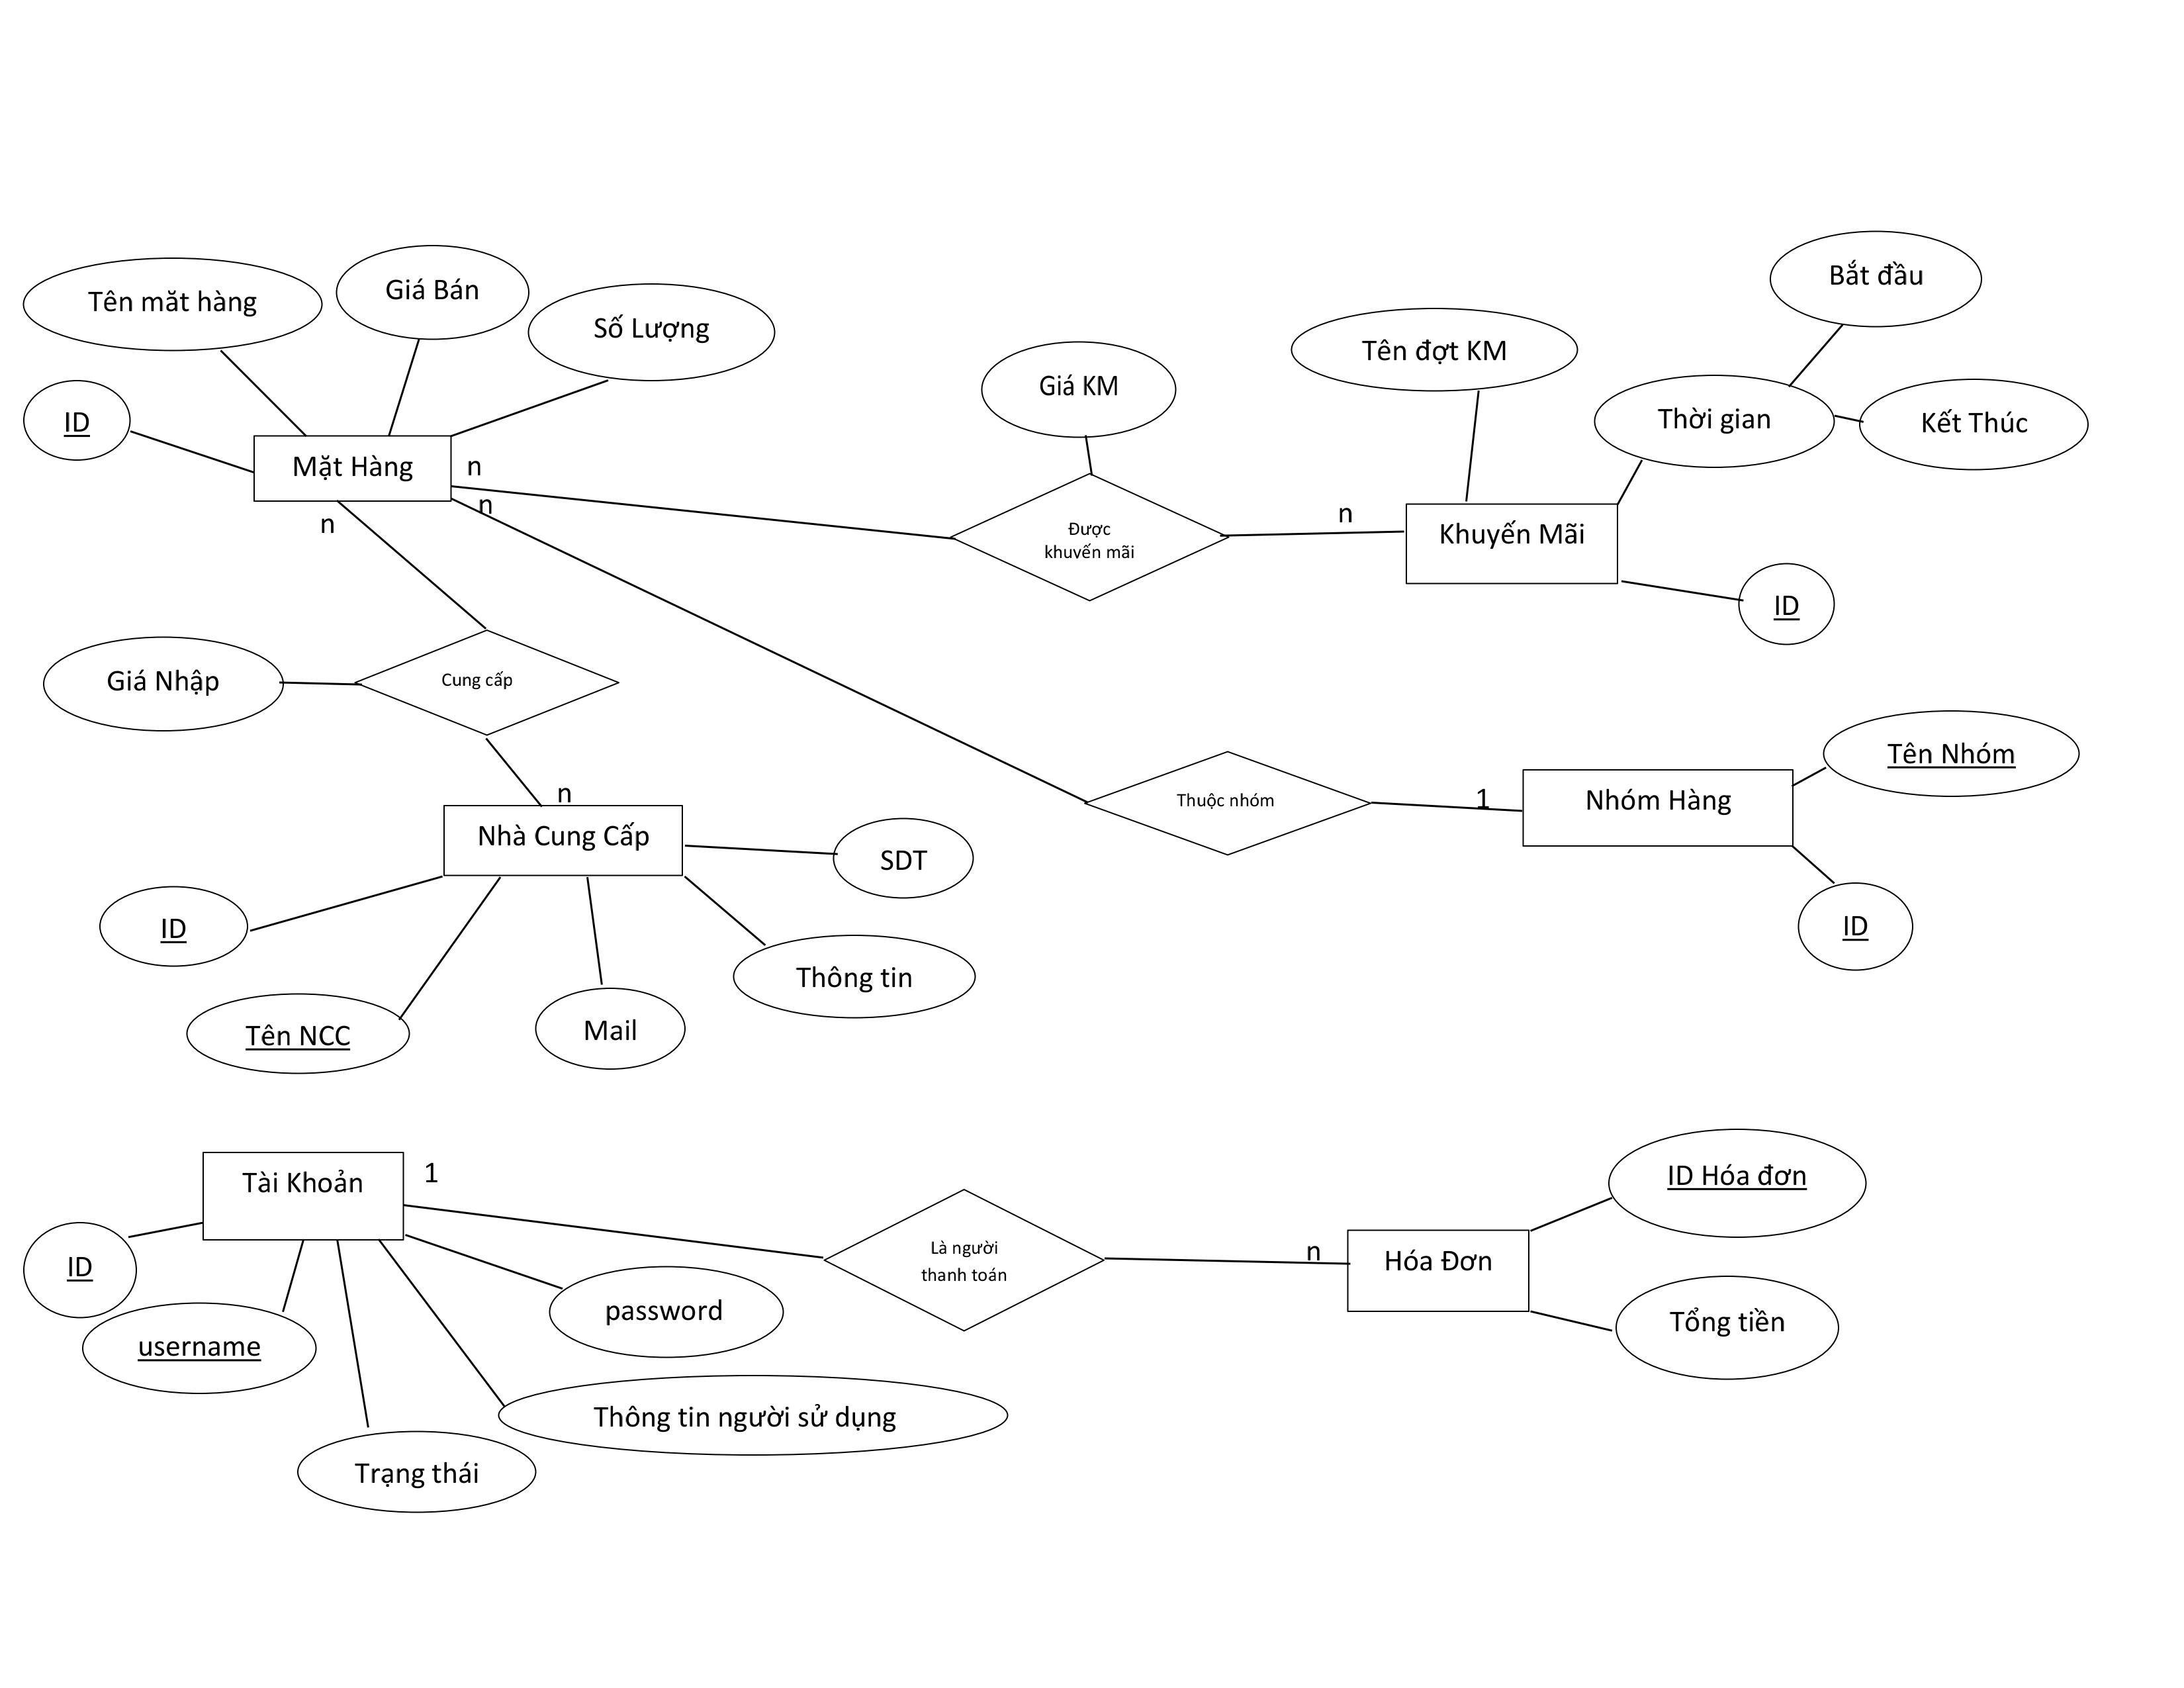 Bắt đầu
Tên măt hàng
Giá Bán
Số Lượng
Tên đợt KM
Giá KM
Thời gian
Kết Thúc
ID
Mặt Hàng
n
n
n
n
Được
khuvến mãi
Khuyến Mãi
ID
Giá Nhập
Cung cấp
Tên Nhóm
n
Thuộc nhóm
1
Nhóm Hàng
Nhà Cung Cấp
SDT
ID
ID
Thông tin
Tên NCC
Mail
Tài Khoản
1
ID Hóa đơn
Là người
thanh toán
n
Hóa Đơn
ID
password
Tổng tiền
username
Thông tin người sử dụng
Trạng thái